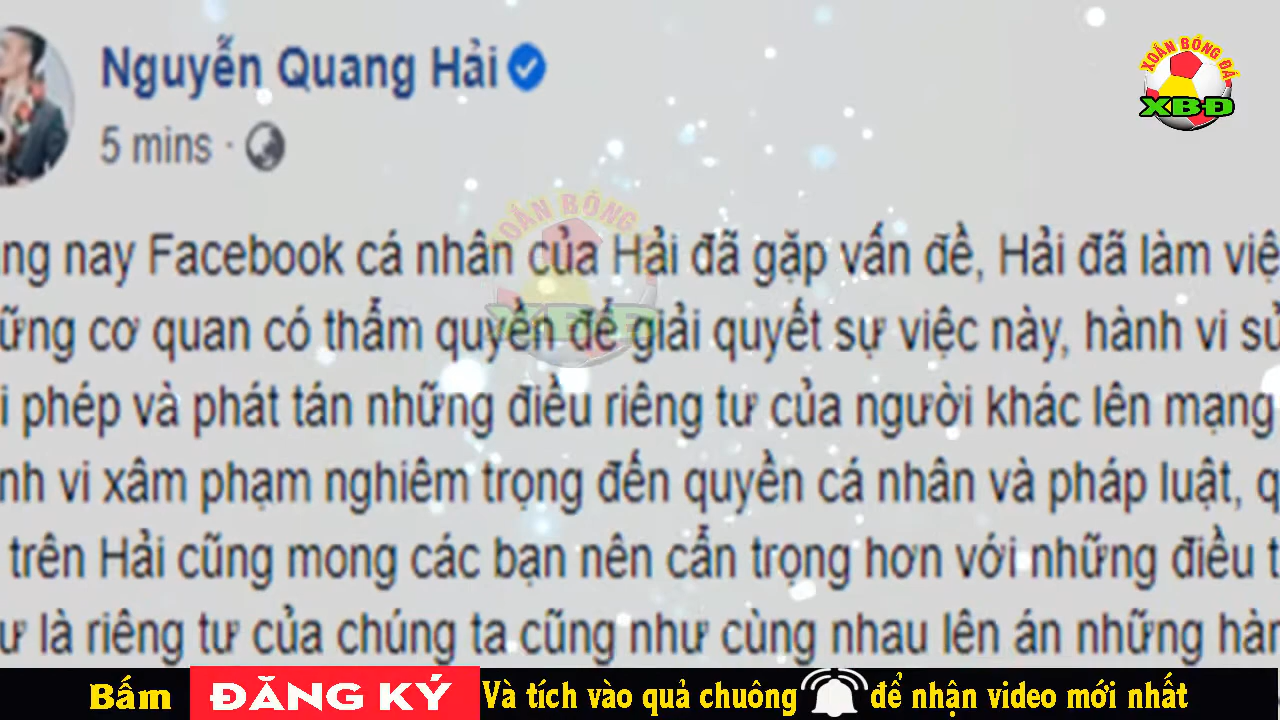 Nguyễn Quang Hải
5 mins ·
XOẮN BÓNG ĐÁ
XBĐ
ng nay Facebook cá nhân của Hải đã gặp vấn đề, Hải đã làm việ
ững cơ quan có thẩm quyền để giải quyết sự việc này, hành vi sử
i phép và phát tán những điều riêng tư của người khác lên mạng
nh vi xâm phạm nghiêm trọng đến quyền cá nhân và pháp luật, q
trên Hải cũng mong các bạn nên cẩn trọng hơn với những điều t
ư là riêng tư của chúng ta cũng như cùng nhau lên án những hàn
XBĐ
Bấm ĐĂNG KÝ Và tích vào quả chuông để nhận video mới nhất